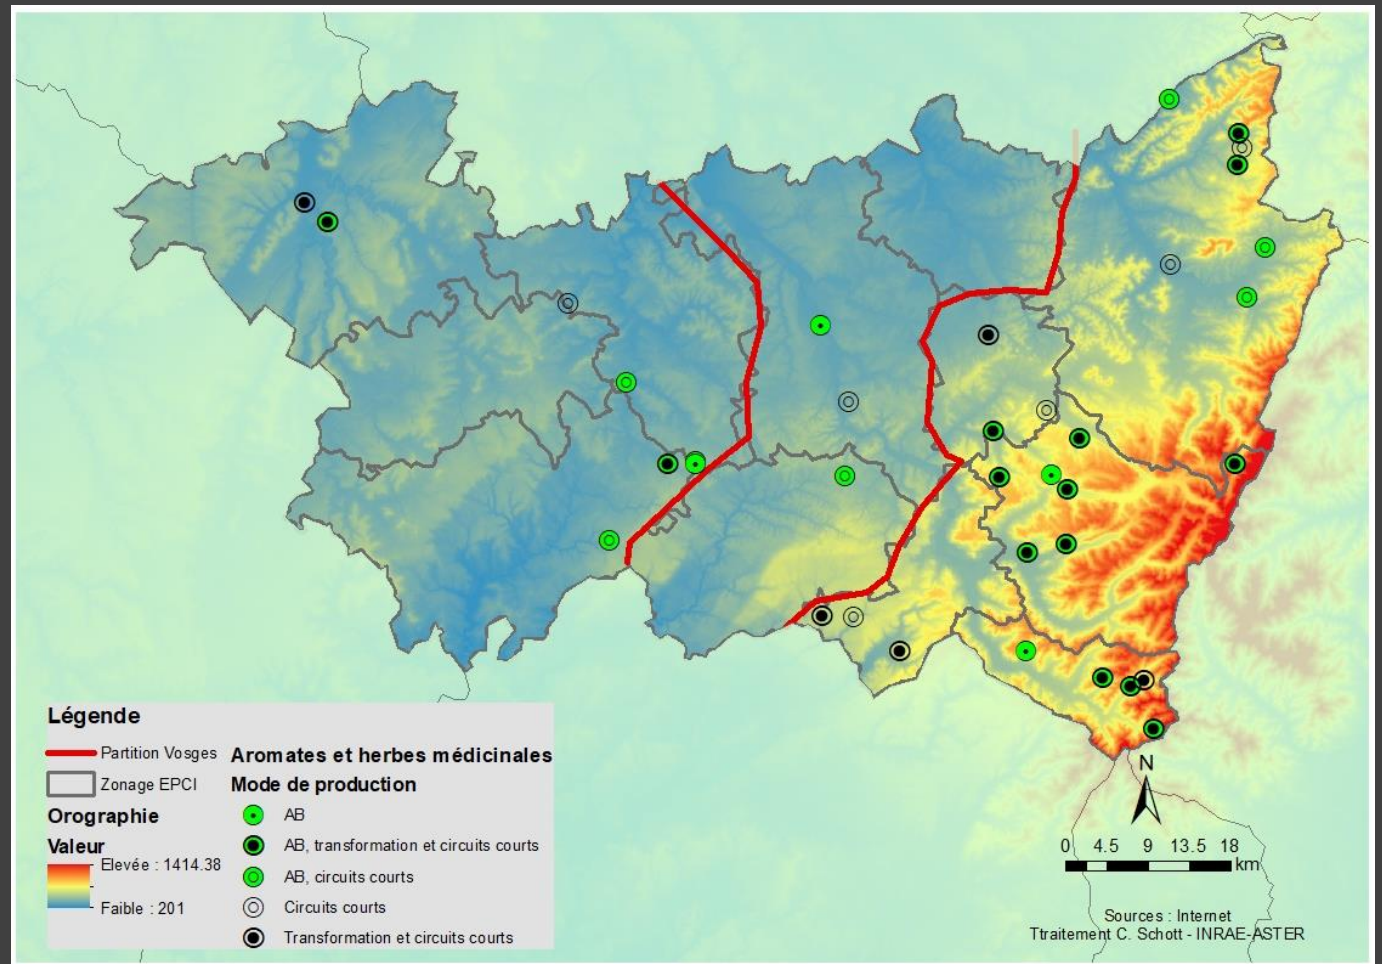 Légende
Partition Vosges
Zonage EPCI
Orographie
Valeur
Elevée : 1414.38
Faible : 201
Aromates et herbes médicinales
Mode de production
AB
AB, transformation et circuits courts
AB, circuits courts
Circuits courts
Transformation et circuits courts
N
0 4.5 9 13.5 18
km
Sources : Internet
Ttraitement C. Schott - INRAE-ASTER